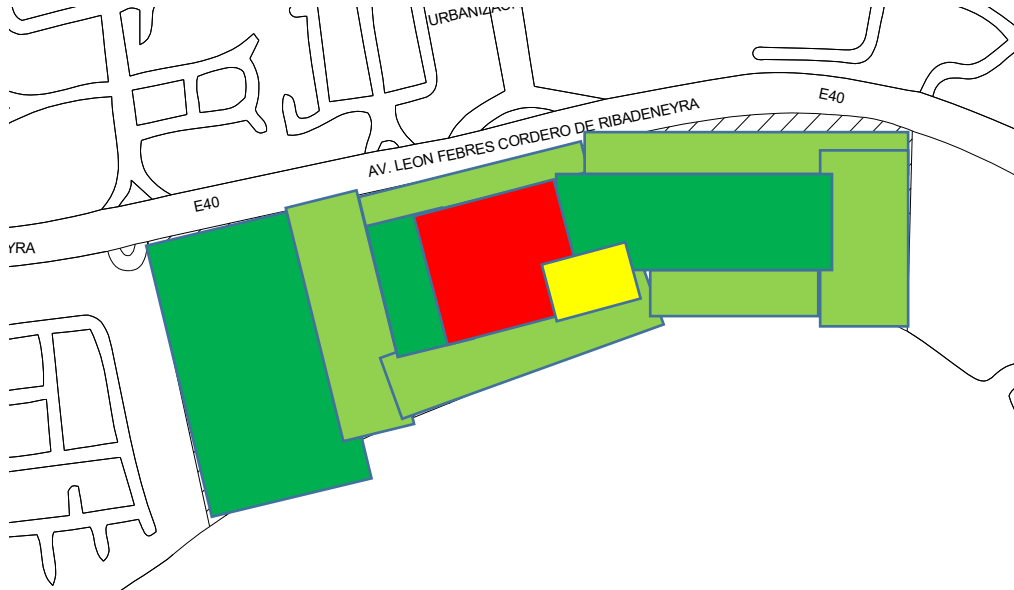 URBANIZAC
E40
AV. LEON FEBRES CORDERO DE RIBADENEYRA
E40
YRA